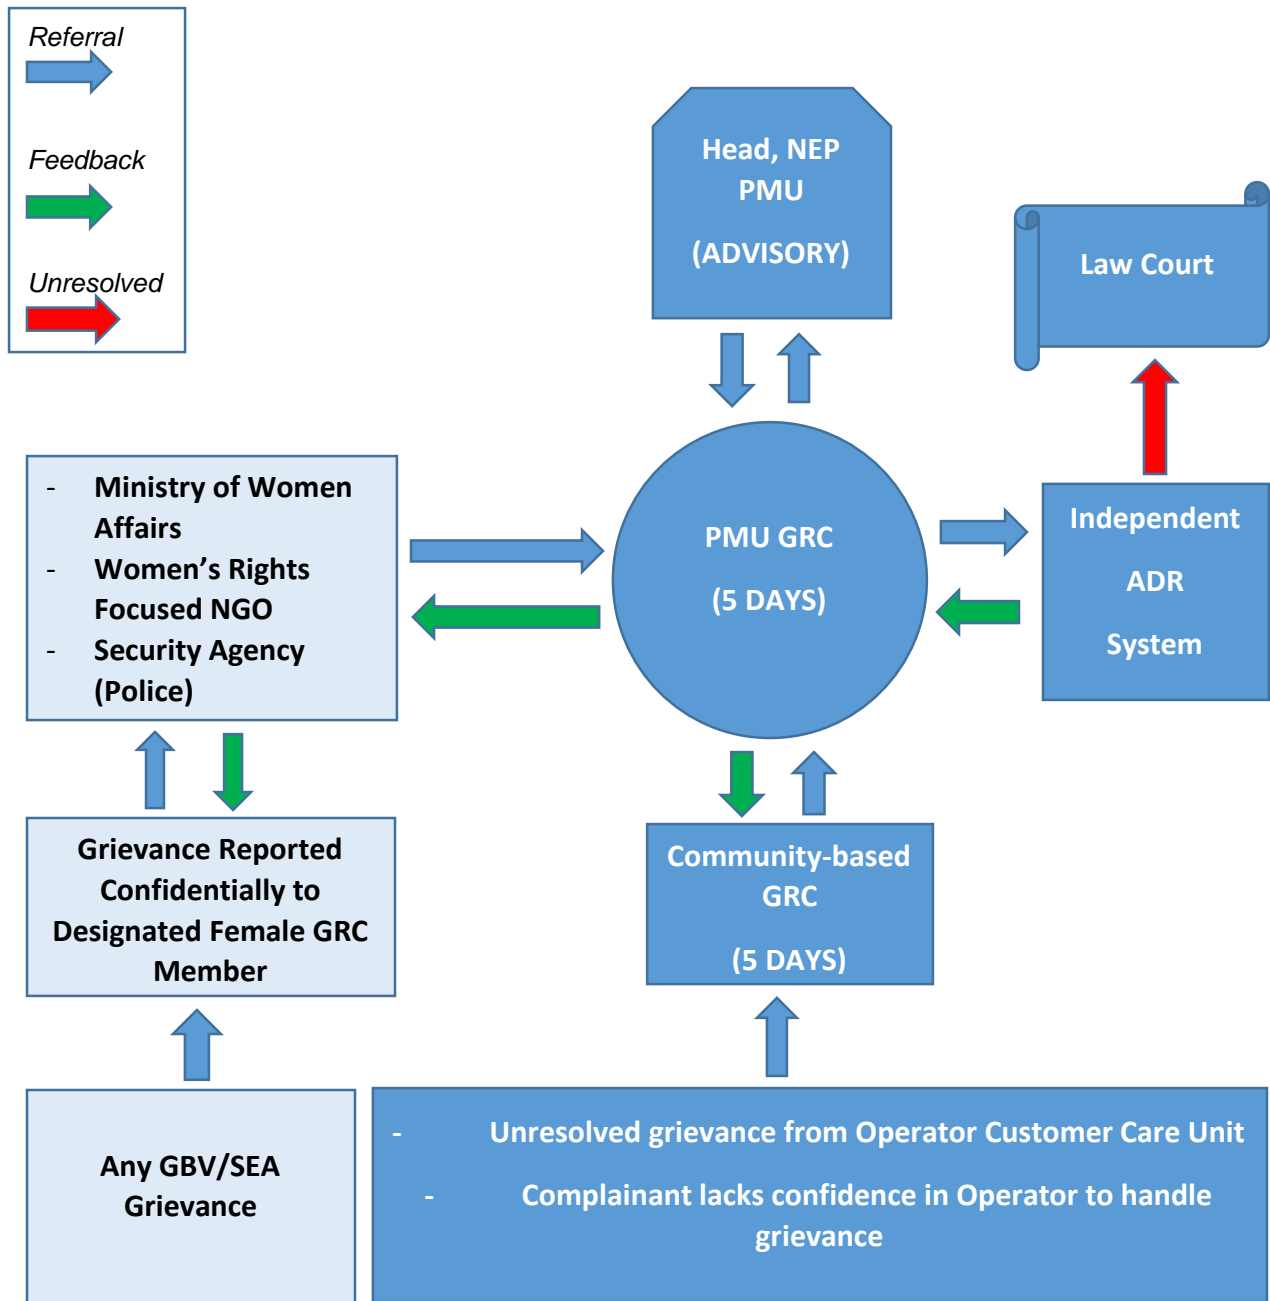 Referral
Feedback
Unresolved
Head, NEP
PMU
(ADVISORY)
Law Court
- Ministry of Women
Affairs
- Women’s Rights
Focused NGO
- Security Agency
(Police)
PMU GRC
(5 DAYS)
Independent
ADR
System
Grievance Reported
Confidentially to
Designated Female GRC
Member
Community-based
GRC
(5 DAYS)
Any GBV/SEA
Grievance
- Unresolved grievance from Operator Customer Care Unit
- Complainant lacks confidence in Operator to handle
grievance